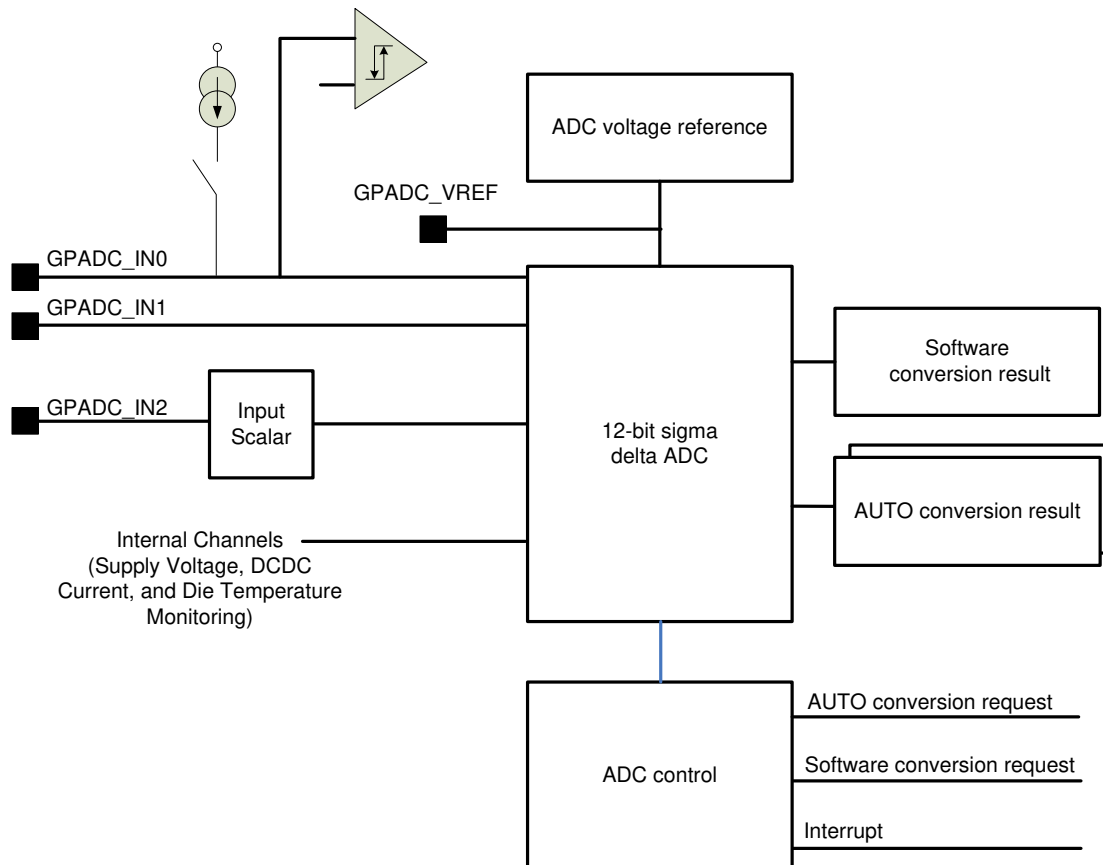 ADC voltage reference
GPADC_VREF
GPADC_IN0
GPADC_IN1
GPADC_IN2
Input
Scalar
12-bit sigma
delta ADC
Software
conversion result
AUTO conversion result
Internal Channels
(Supply Voltage, DCDC
Current, and Die Temperature
Monitoring)
ADC control
AUTO conversion request
Software conversion request
Interrupt